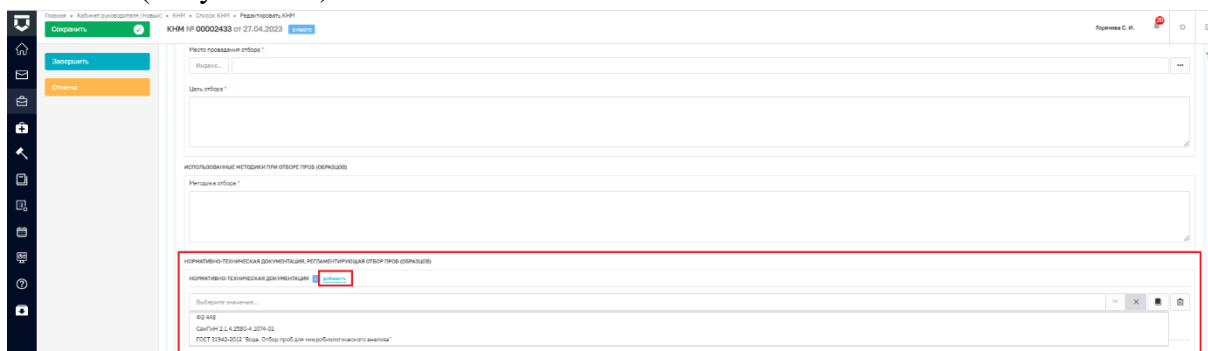 Главная • Кабинет руководителя (Новый) • КНМ • Список КНМ • Редактировать КНМ
Сохранить
КНМ № 00002433 от 27.04.2023
Горячева С. И.
20
Завершить
Отмена
Место проведения отбора *
Индекс...
Цель отбора *
ИСПОЛЬЗОВАННЫЕ МЕТОДИКИ ПРИ ОТБОРЕ ПРОБ (ОБРАЗЦОВ)
Методика отбора *
НОРМАТИВНО-ТЕХНИЧЕСКАЯ ДОКУМЕНТАЦИЯ, РЕГЛАМЕНТИРУЮЩАЯ ОТБОР ПРОБ (ОБРАЗЦОВ)
НОРМАТИВНО-ТЕХНИЧЕСКАЯ ДОКУМЕНТАЦИЯ добавить
Выберите значение...
ФЗ 448
СанПиН 2.1.4.2580-4.1074-01
ГОСТ 31942-2012 "Вода. Отбор проб для микробиологического анализа"